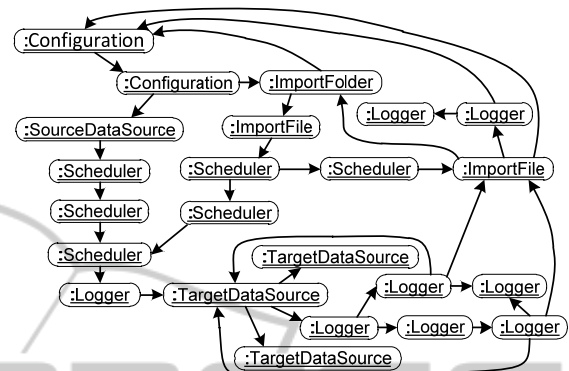 :Configuration
:Configuration
:ImportFolder
:Logger
:Logger
:SourceDataSource
:ImportFile
:Scheduler
:Scheduler
:Scheduler
:ImportFile
:Scheduler
:Scheduler
:Scheduler
:TargetDataSource
:Logger
:TargetDataSource
:Logger
:Logger
:Logger
:Logger
:Logger
:TargetDataSource